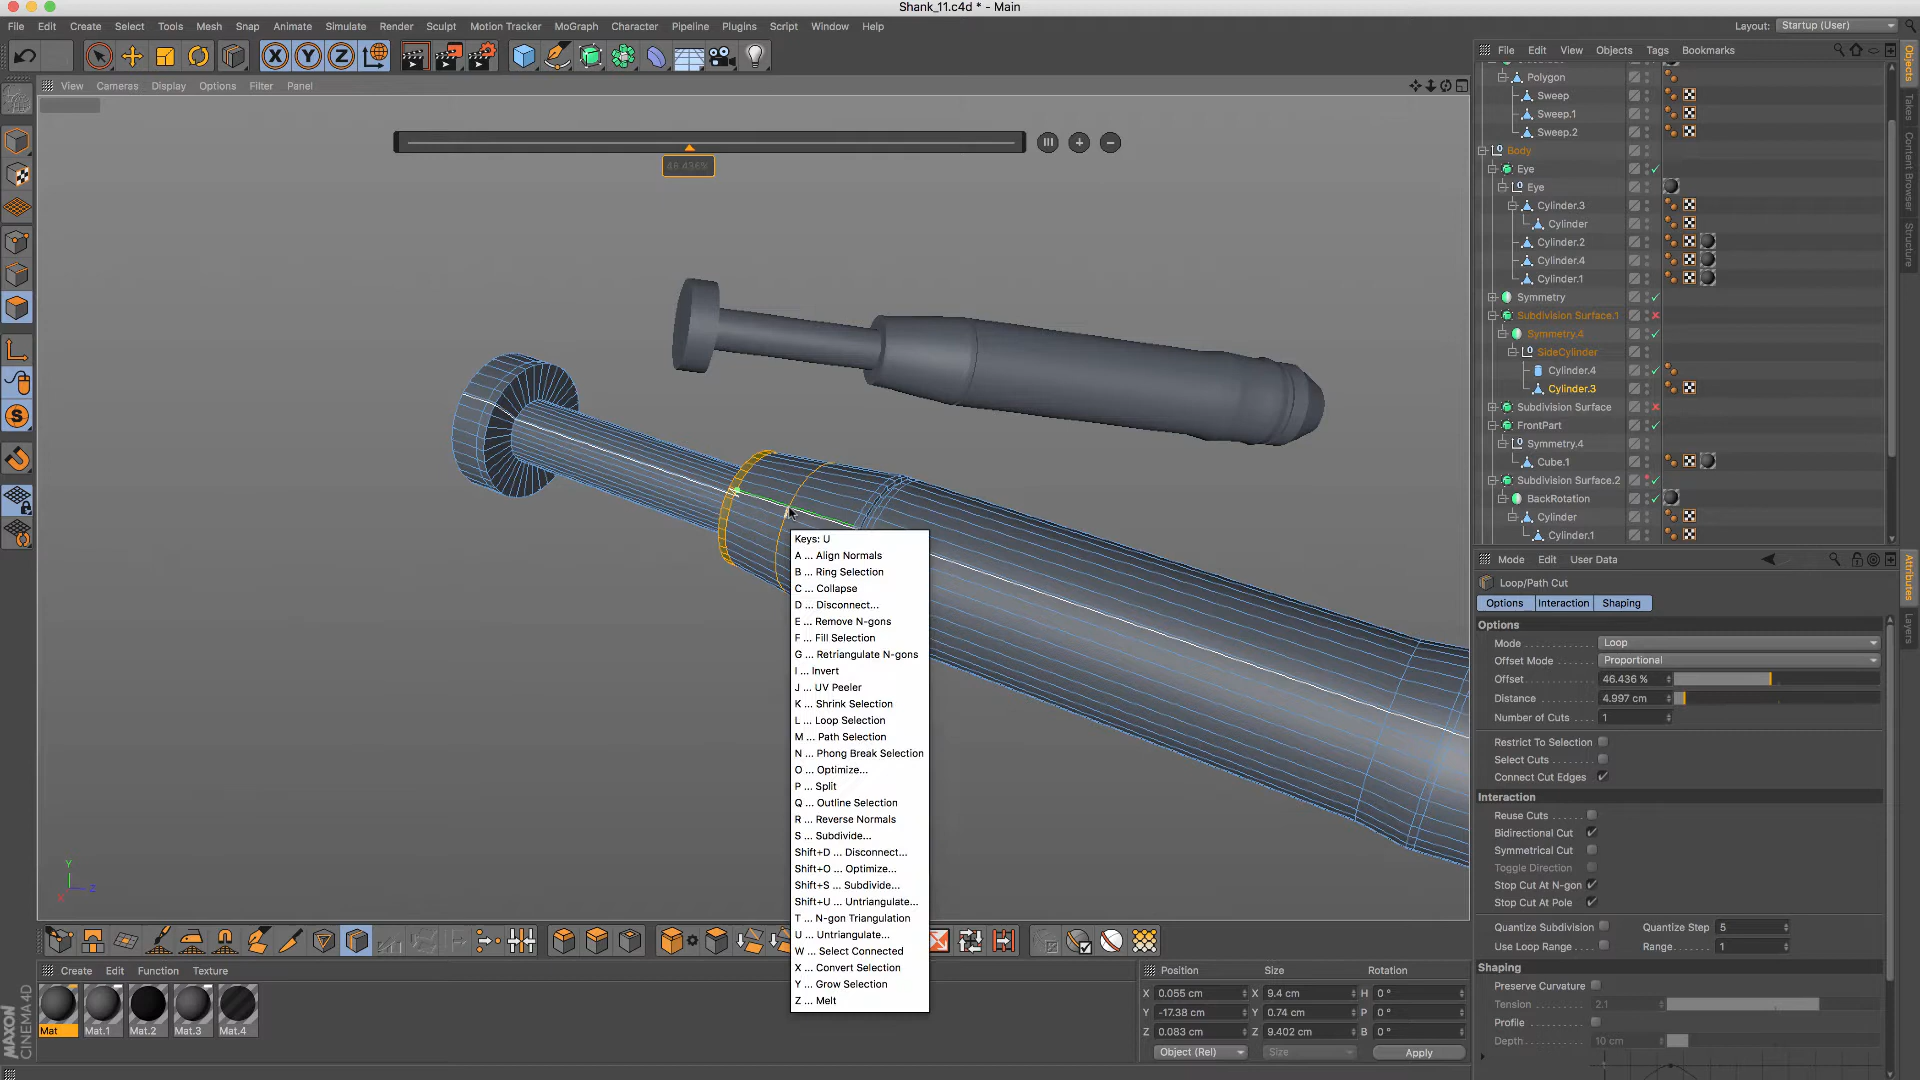 Shank_11.c4d * - Main
File Edit Create Select Tools Mesh Snap Animate Simulate Render Sculpt Motion Tracker MoGraph Character Pipeline Plugins Script Window Help
Layout: Startup (User)
View Cameras Display Options Filter Panel
46.436%
Keys: U
A ... Align Normals
B ... Ring Selection
C ... Collapse
D ... Disconnect...
E ... Remove N-gons
F ... Fill Selection
G ... Retriangulate N-gons
I ... Invert
J ... UV Peeler
K ... Shrink Selection
L ... Loop Selection
M ... Path Selection
N ... Phong Break Selection
O ... Optimize...
P ... Split
Q ... Outline Selection
R ... Reverse Normals
S ... Subdivide...
Shift+D ... Disconnect...
Shift+O ... Optimize...
Shift+S ... Subdivide...
Shift+U ... Untriangulate...
T ... N-gon Triangulation
U ... Untriangulate...
W ... Select Connected
X ... Convert Selection
Y ... Grow Selection
Z ... Melt
Y
Z
X
File Edit View Objects Tags Bookmarks
Polygon
Sweep
Sweep.1
Sweep.2
Body
Eye
Eye
Cylinder.3
Cylinder
Cylinder.2
Cylinder.4
Cylinder.1
Symmetry
Subdivision Surface.1
Symmetry.4
SideCylinder
Cylinder.4
Cylinder.3
Subdivision Surface
FrontPart
Symmetry.4
Cube.1
Subdivision Surface.2
BackRotation
Cylinder
Cylinder.1
Objects
Takes
Content Browser
Structure
Mode Edit User Data
Loop/Path Cut
Options Interaction Shaping
Options
Mode Loop
Offset Mode Proportional
Offset 46.436 %
Distance 4.997 cm
Number of Cuts 1
Restrict To Selection
Select Cuts
Connect Cut Edges
Interaction
Reuse Cuts
Bidirectional Cut
Symmetrical Cut
Toggle Direction
Stop Cut At N-gon
Stop Cut At Pole
Quantize Subdivision Quantize Step 5
Use Loop Range Range 1
Shaping
Preserve Curvature
Tension 2.1
Profile
Depth 10 cm
Attributes
Layers
Create Edit Function Texture
Mat Mat.1 Mat.2 Mat.3 Mat.4
MAXON
CINEMA4D
Position Size Rotation
X 0.055 cm X 9.4 cm H 0 °
Y -17.38 cm Y 0.74 cm P 0 °
Z 0.083 cm Z 9.402 cm B 0 °
Object (Rel) Size Apply